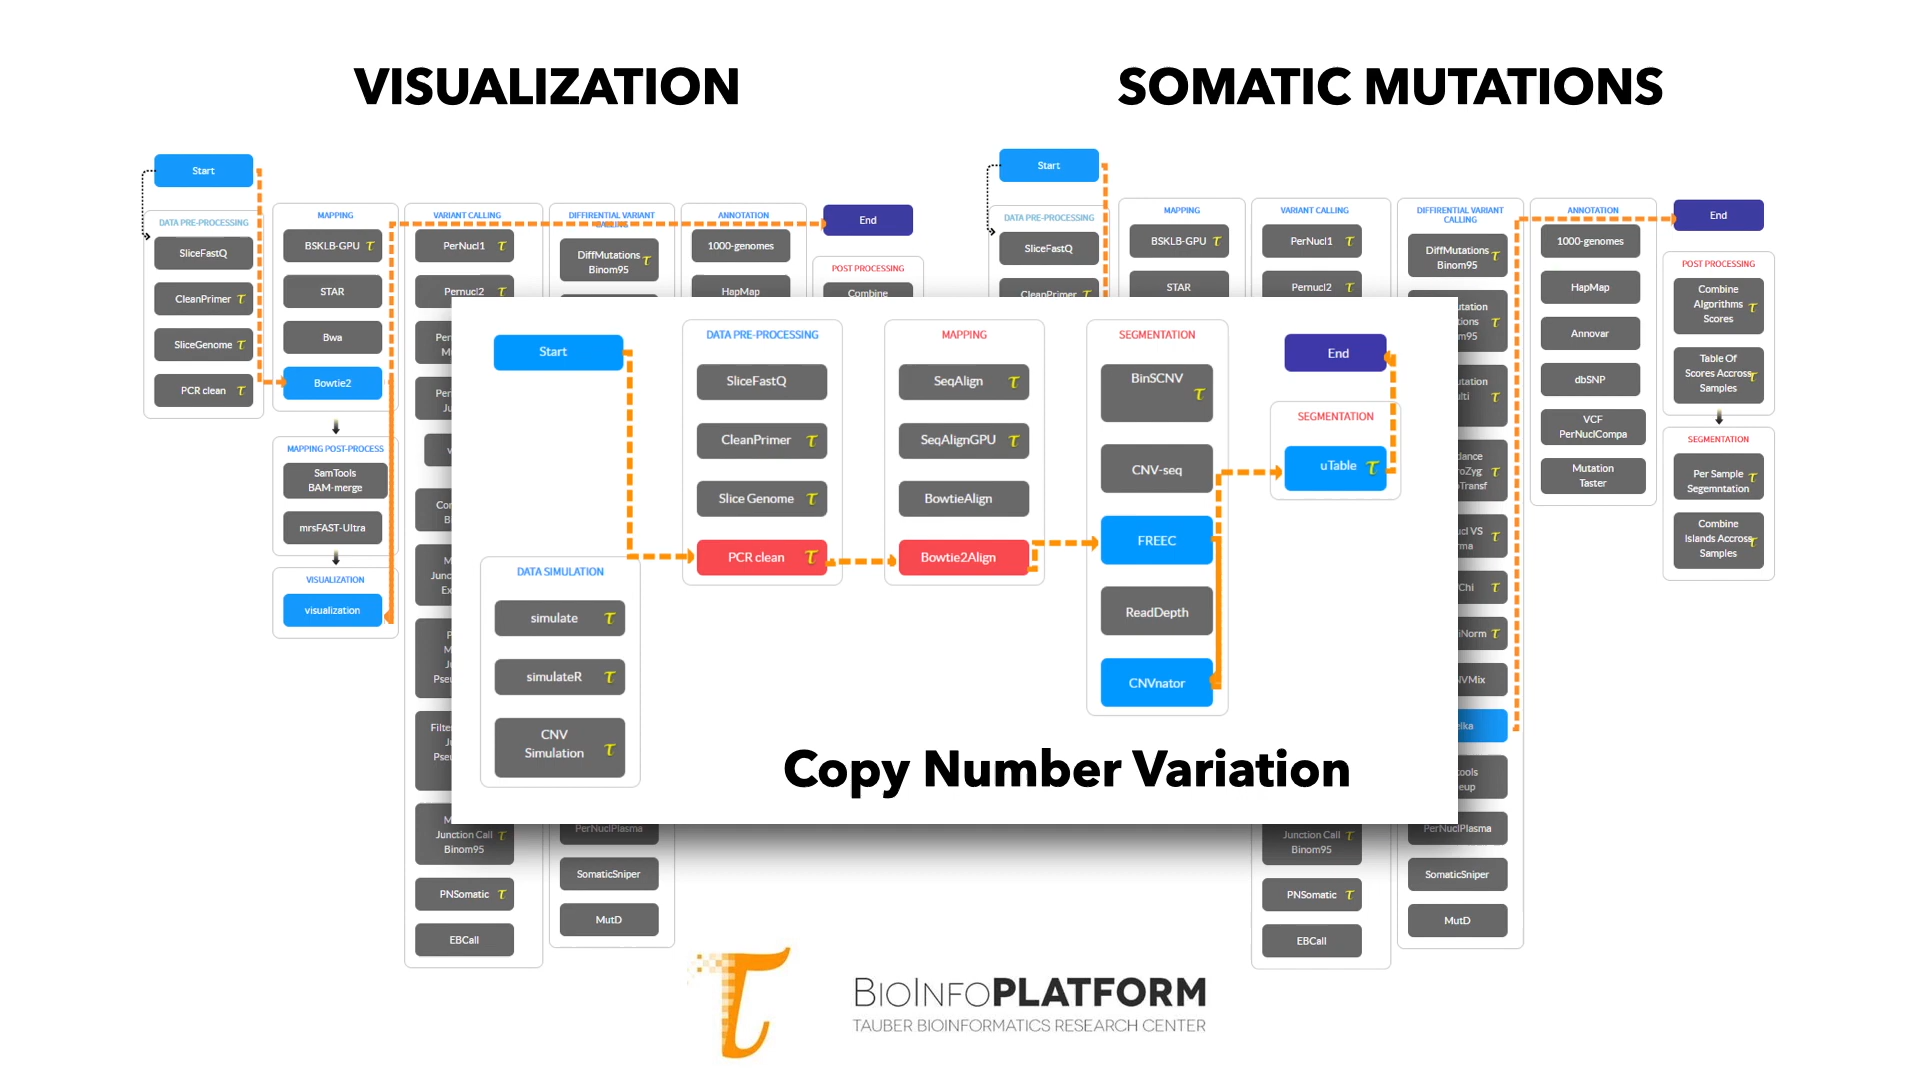 VISUALIZATION
Start
DATA PRE-PROCESSING
SliceFastQ
CleanPrimer τ
SliceGenome τ
PCR clean τ
MAPPING
BSKLB-GPU τ
STAR
Bwa
Bowtie2
MAPPING POST-PROCESS
SamTools
BAM-merge
mrsFAST-Ultra
VISUALIZATION
visualization
VARIANT CALLING
PerNucl1 τ
Pernucl2 τ
Junction Call τ
Binom95
PNSomatic τ
EBCall
DIFFERENTIAL VARIANT
CALLING
DiffMutations τ
Binom95
PerNuclPlasma
SomaticSniper
MutD
ANNOTATION
1000-genomes
HapMap
End
POST PROCESSING
Combine
SOMATIC MUTATIONS
Start
DATA PRE-PROCESSING
SliceFastQ
CleanPrimer τ
MAPPING
BSKLB-GPU τ
STAR
VARIANT CALLING
PerNucl1 τ
Pernucl2 τ
Junction Call τ
Binom95
PNSomatic τ
EBCall
DIFFERENTIAL VARIANT
CALLING
DiffMutations τ
Binom95
PerNuclPlasma
SomaticSniper
MutD
ANNOTATION
1000-genomes
HapMap
Annovar
dbSNP
VCF
PerNuclCompa
Mutation
Taster
End
POST PROCESSING
Combine
Algorithms τ
Scores
Table Of
Scores Accross τ
Samples
SEGMENTATION
Per Sample τ
Segemntation
Combine
Islands Accross τ
Samples
Start
DATA SIMULATION
simulate τ
simulateR τ
CNV
Simulation τ
DATA PRE-PROCESSING
SliceFastQ
CleanPrimer τ
Slice Genome τ
PCR clean τ
MAPPING
SeqAlign τ
SeqAlignGPU τ
BowtieAlign
Bowtie2Align
SEGMENTATION
BinSCNV τ
CNV-seq
FREEC
ReadDepth
CNVnator
End
SEGMENTATION
uTable τ
Copy Number Variation
τ
BIOINFOPLATFORM
TAUBER BIOINFORMATICS RESEARCH CENTER